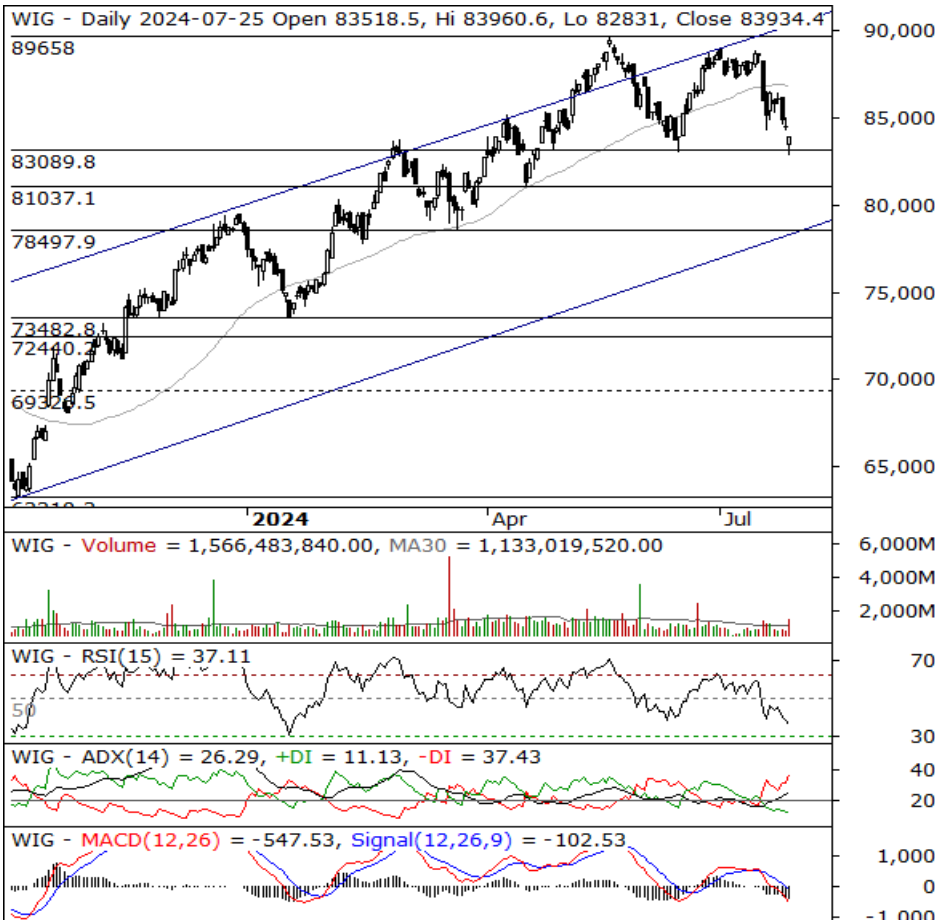 WIG - Daily 2024-07-25 Open 83518.5, Hi 83960.6, Lo 82831, Close 83934.4
90,000
89658
85,000
83089.8
81037.1
80,000
78497.9
75,000
73482.8
72440.2
70,000
65,000
2024 Apr Jul
WIG - Volume = 1,566,483,840.00, MA30 = 1,133,019,520.00
6,000M
4,000M
2,000M
WIG - RSI(15) = 37.11
70
50
30
WIG - ADX(14) = 26.29, +DI = 11.13, -DI = 37.43
40
20
WIG - MACD(12,26) = -547.53, Signal(12,26,9) = -102.53
1,000
0
-1,000